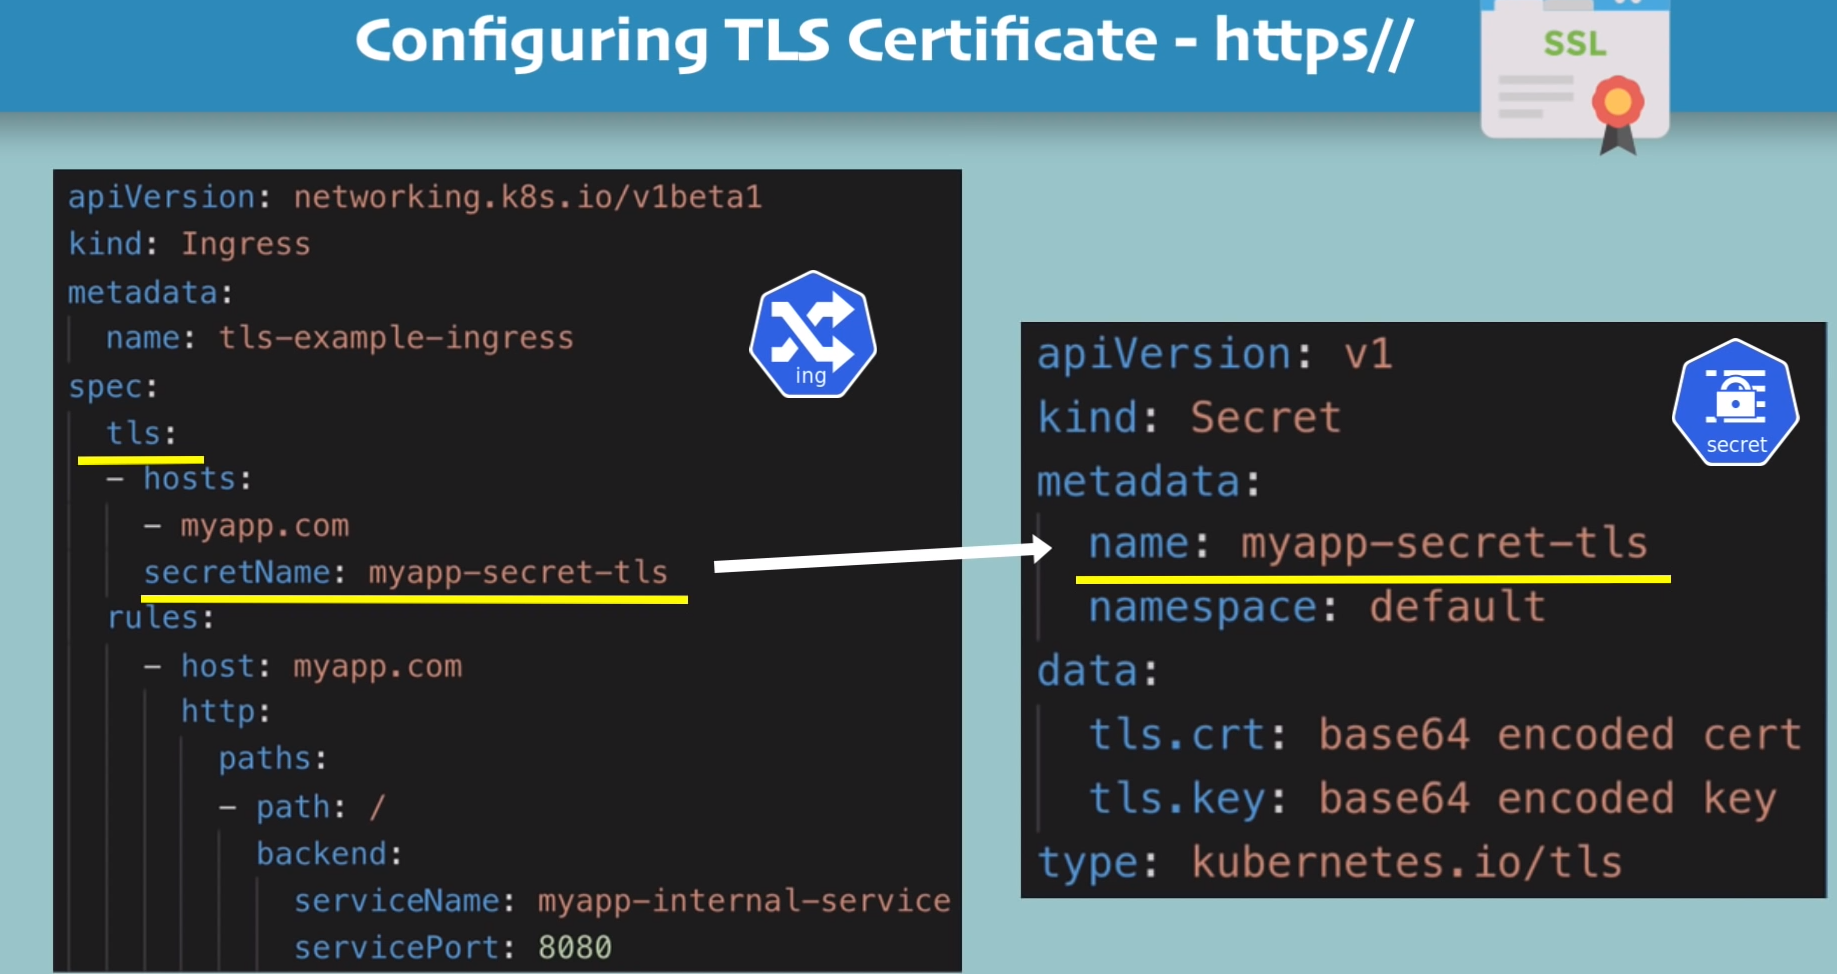 Configuring TLS Certificate - https//
SSL
apiVersion: networking.k8s.io/v1beta1
kind: Ingress
metadata:
  name: tls-example-ingress
spec:
  tls:
  - hosts:
    - myapp.com
    secretName: myapp-secret-tls
  rules:
    - host: myapp.com
      http:
        paths:
        - path: /
          backend:
            serviceName: myapp-internal-service
            servicePort: 8080
ing
apiVersion: v1
kind: Secret
metadata:
  name: myapp-secret-tls
  namespace: default
data:
  tls.crt: base64 encoded cert
  tls.key: base64 encoded key
type: kubernetes.io/tls
secret